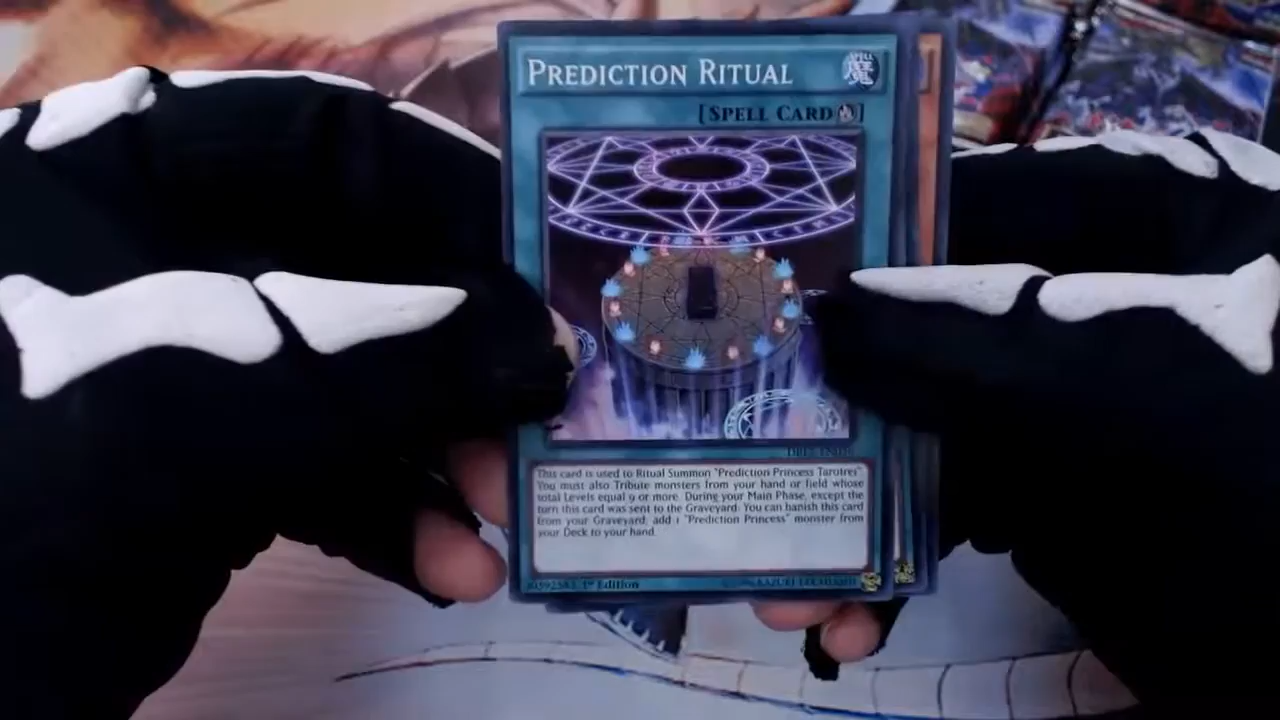 PREDICTION RITUAL
SPELL
魔
[SPELL CARD]
This card is used to Ritual Summon "Prediction Princess Tarotrei".
You must also Tribute monsters from your hand or field whose
total Levels equal 9 or more. During your Main Phase, except the
turn this card was sent to the Graveyard: You can banish this card
from your Graveyard; add 1 "Prediction Princess" monster from
your Deck to your hand.
1st Edition
KAZUKI TAKAHASHI